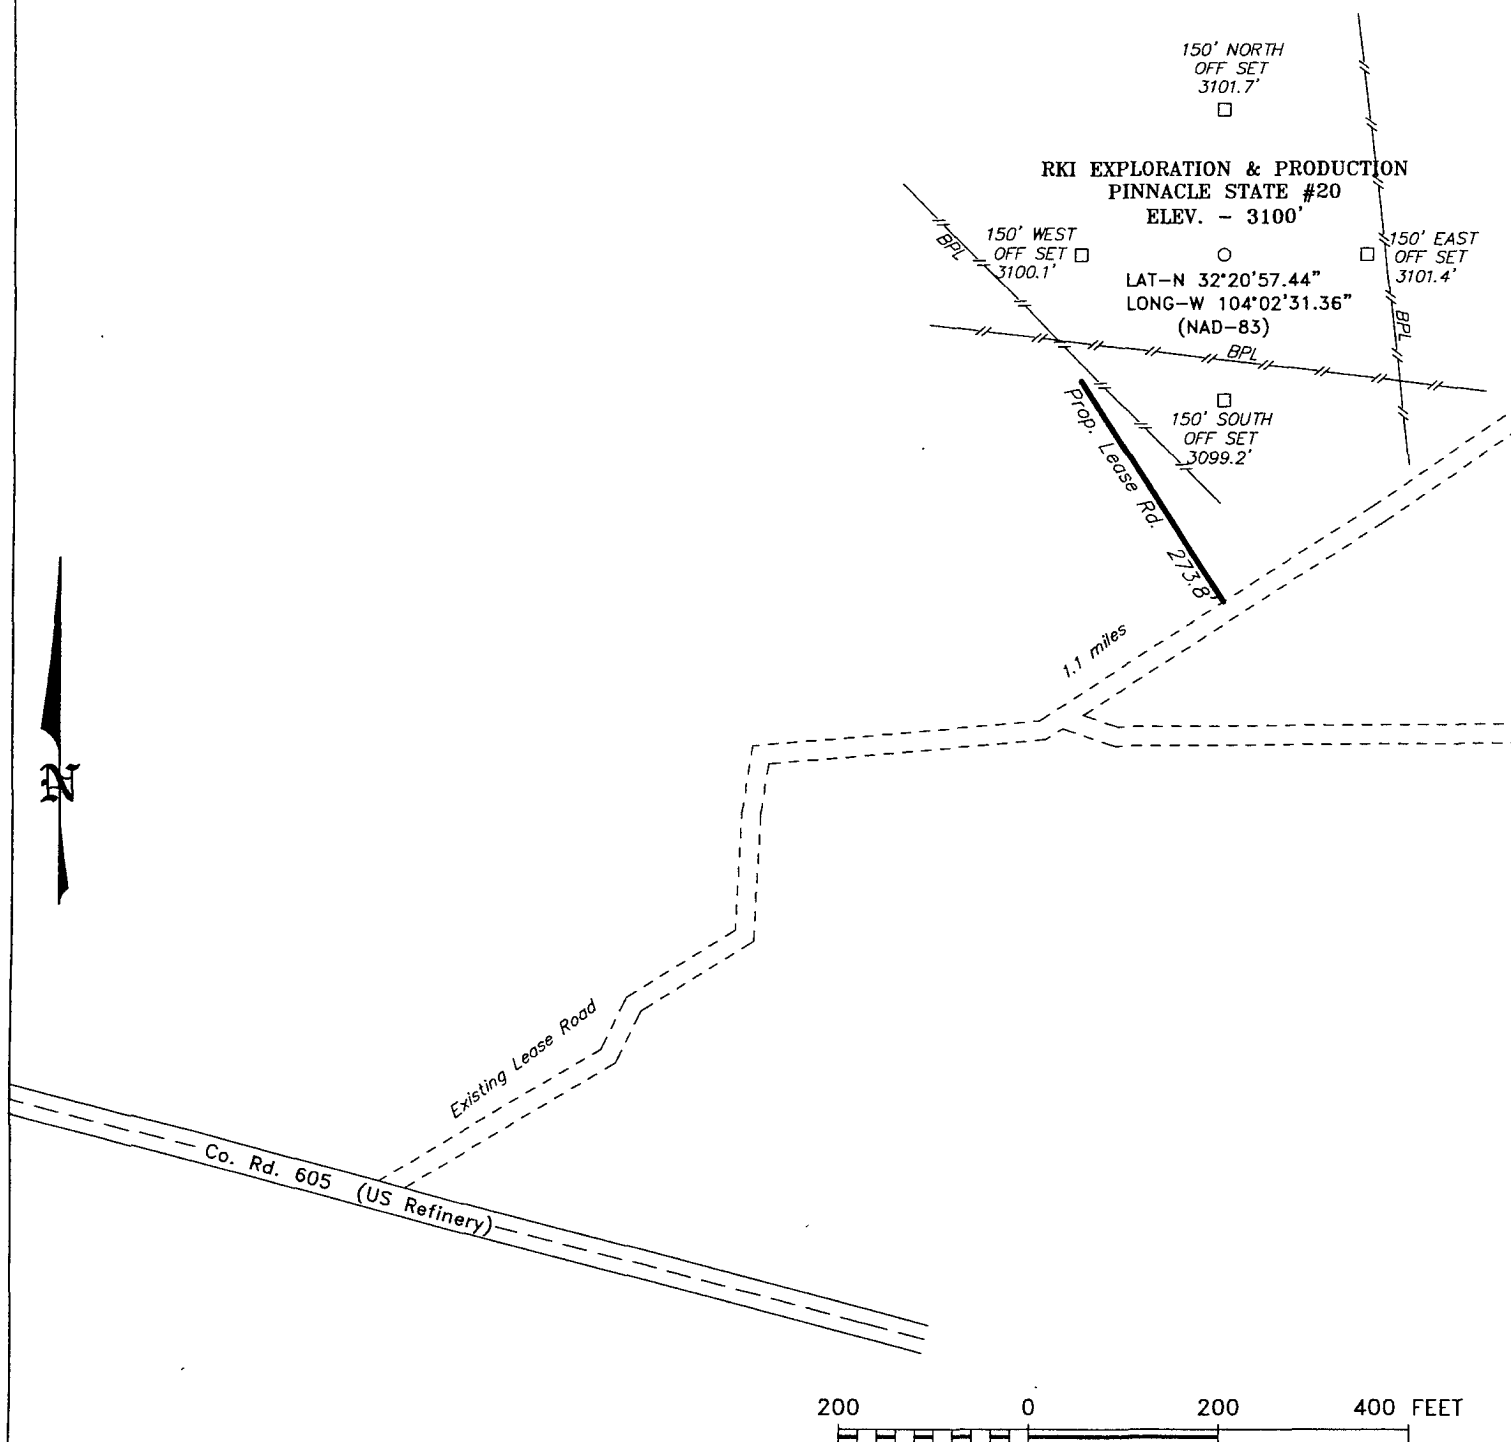 150' NORTH
OFF SET
3101.7'
RKI EXPLORATION & PRODUCTION
PINNACLE STATE #20
ELEV. - 3100'
150' WEST
OFF SET
3100.1'
150' EAST
OFF SET
3101.4'
BPL
LAT-N 32°20'57.44"
LONG-W 104°02'31.36"
(NAD-83)
BPL
BPL
150' SOUTH
OFF SET
3099.2'
Prop. Lease Rd. 273.8'
1.1 miles
N
Existing Lease Road
Co. Rd. 605 (US Refinery)
200 0 200 400 FEET